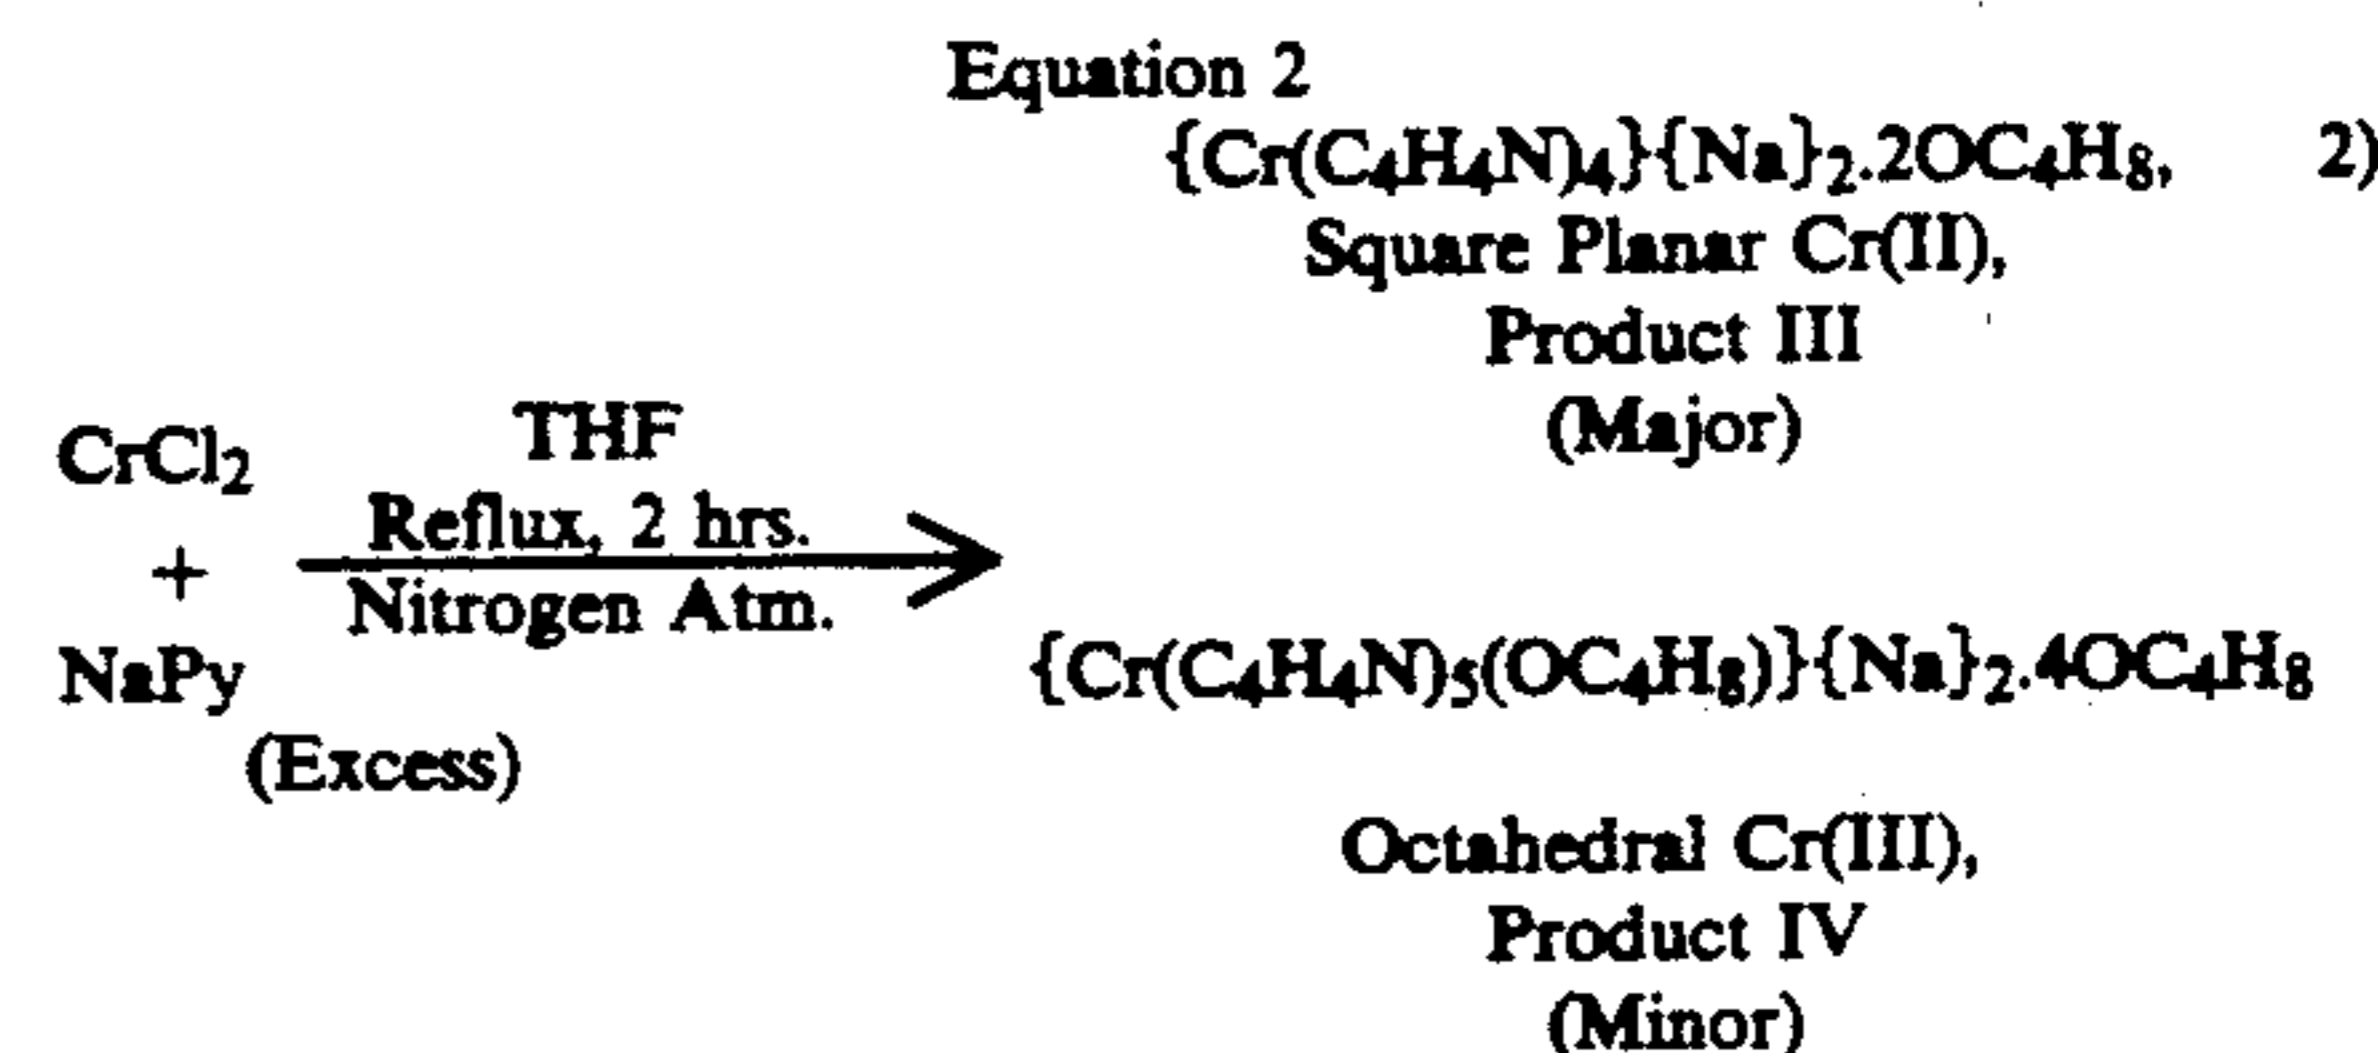 Equation 2
{Cr(C₄H₄N)₄}{Na}₂.2OC₄H₈, 2)
Square Planar Cr(II),
Product III
(Major)
CrCl₂
+
NaPy
(Excess)
THF
Reflux, 2 hrs.
Nitrogen Atm.
{Cr(C₄H₄N)₅(OC₄H₈)}{Na}₂.4OC₄H₈
Octahedral Cr(III),
Product IV
(Minor)